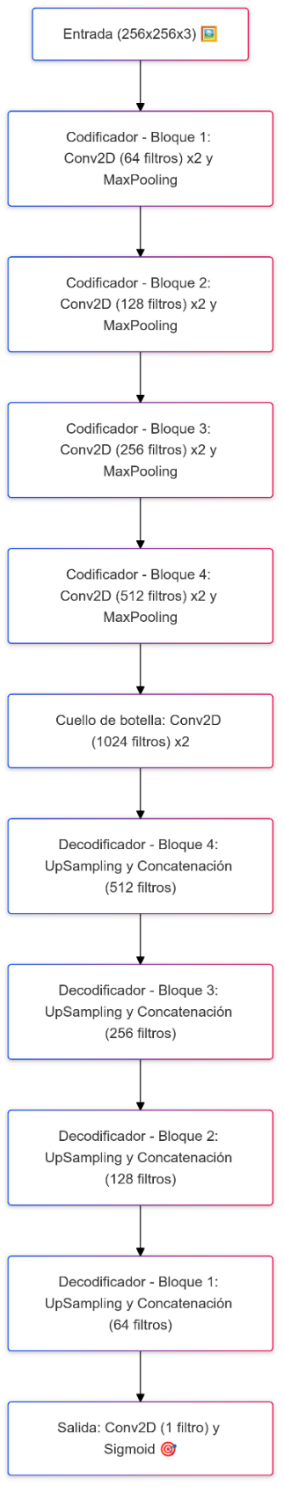 Entrada (256x256x3) 🖼️
Codificador - Bloque 1:
Conv2D (64 filtros) x2 y
MaxPooling
Codificador - Bloque 2:
Conv2D (128 filtros) x2 y
MaxPooling
Codificador - Bloque 3:
Conv2D (256 filtros) x2 y
MaxPooling
Codificador - Bloque 4:
Conv2D (512 filtros) x2 y
MaxPooling
Cuello de botella: Conv2D
(1024 filtros) x2
Decodificador - Bloque 4:
UpSampling y Concatenación
(512 filtros)
Decodificador - Bloque 3:
UpSampling y Concatenación
(256 filtros)
Decodificador - Bloque 2:
UpSampling y Concatenación
(128 filtros)
Decodificador - Bloque 1:
UpSampling y Concatenación
(64 filtros)
Salida: Conv2D (1 filtro) y
Sigmoid 🎯